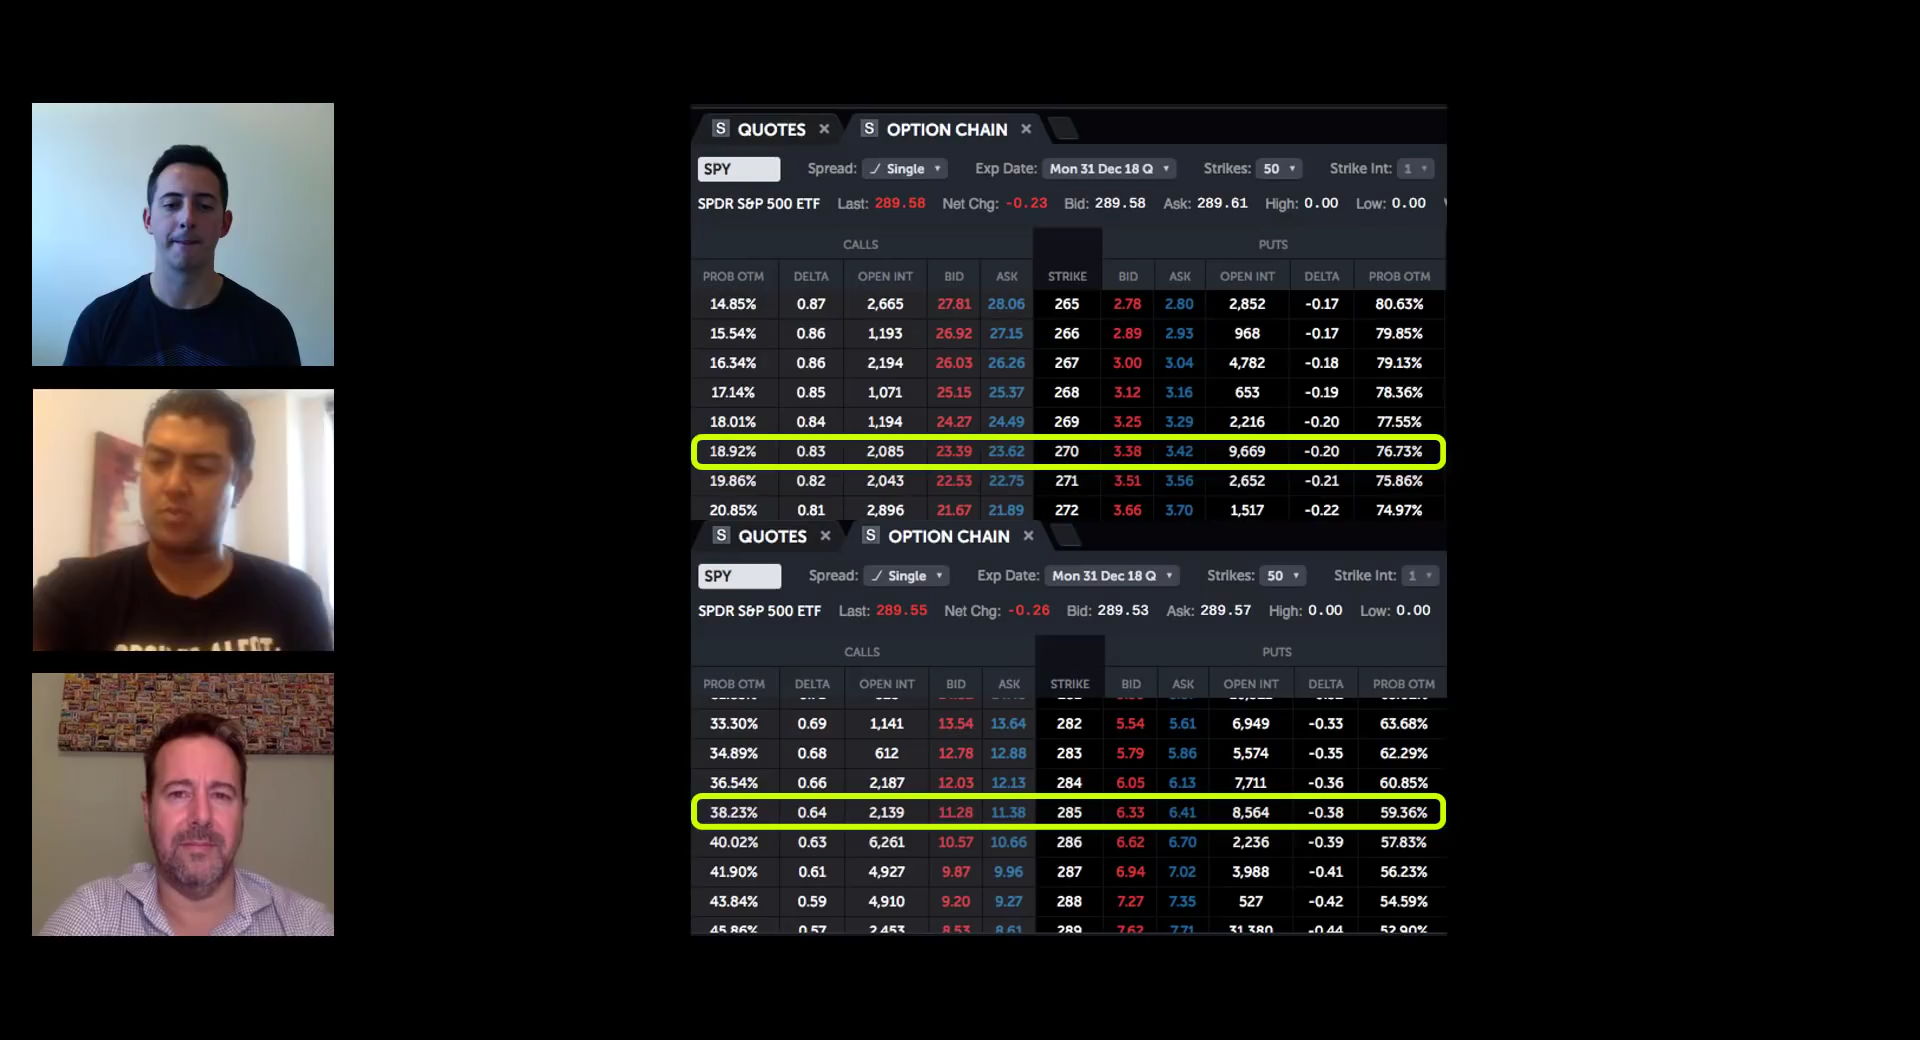 S QUOTES × S OPTION CHAIN ×
SPY Spread: Single Exp Date: Mon 31 Dec 18 Q Strikes: 50 Strike Int: 1
SPDR S&P 500 ETF Last: 289.58 Net Chg: -0.23 Bid: 289.58 Ask: 289.61 High: 0.00 Low: 0.00
CALLS PUTS
PROB OTM DELTA OPEN INT BID ASK STRIKE BID ASK OPEN INT DELTA PROB OTM
14.85% 0.87 2,665 27.81 28.06 265 2.78 2.80 2,852 -0.17 80.63%
15.54% 0.86 1,193 26.92 27.15 266 2.89 2.93 968 -0.17 79.85%
16.34% 0.86 2,194 26.03 26.26 267 3.00 3.04 4,782 -0.18 79.13%
17.14% 0.85 1,071 25.15 25.37 268 3.12 3.16 653 -0.19 78.36%
18.01% 0.84 1,194 24.27 24.49 269 3.25 3.29 2,216 -0.20 77.55%
18.92% 0.83 2,085 23.39 23.62 270 3.38 3.42 9,669 -0.20 76.73%
19.86% 0.82 2,043 22.53 22.75 271 3.51 3.56 2,652 -0.21 75.86%
20.85% 0.81 2,896 21.67 21.89 272 3.66 3.70 1,517 -0.22 74.97%
S QUOTES × S OPTION CHAIN ×
SPY Spread: Single Exp Date: Mon 31 Dec 18 Q Strikes: 50 Strike Int: 1
SPDR S&P 500 ETF Last: 289.55 Net Chg: -0.26 Bid: 289.53 Ask: 289.57 High: 0.00 Low: 0.00
CALLS PUTS
PROB OTM DELTA OPEN INT BID ASK STRIKE BID ASK OPEN INT DELTA PROB OTM
33.30% 0.69 1,141 13.54 13.64 282 5.54 5.61 6,949 -0.33 63.68%
34.89% 0.68 612 12.78 12.88 283 5.79 5.86 5,574 -0.35 62.29%
36.54% 0.66 2,187 12.03 12.13 284 6.05 6.13 7,711 -0.36 60.85%
38.23% 0.64 2,139 11.28 11.38 285 6.33 6.41 8,564 -0.38 59.36%
40.02% 0.63 6,261 10.57 10.66 286 6.62 6.70 2,236 -0.39 57.83%
41.90% 0.61 4,927 9.87 9.96 287 6.94 7.02 3,988 -0.41 56.23%
43.84% 0.59 4,910 9.20 9.27 288 7.27 7.35 527 -0.42 54.59%
45.86% 0.57 2,453 8.53 8.61 289 7.62 7.71 31,380 -0.44 52.90%